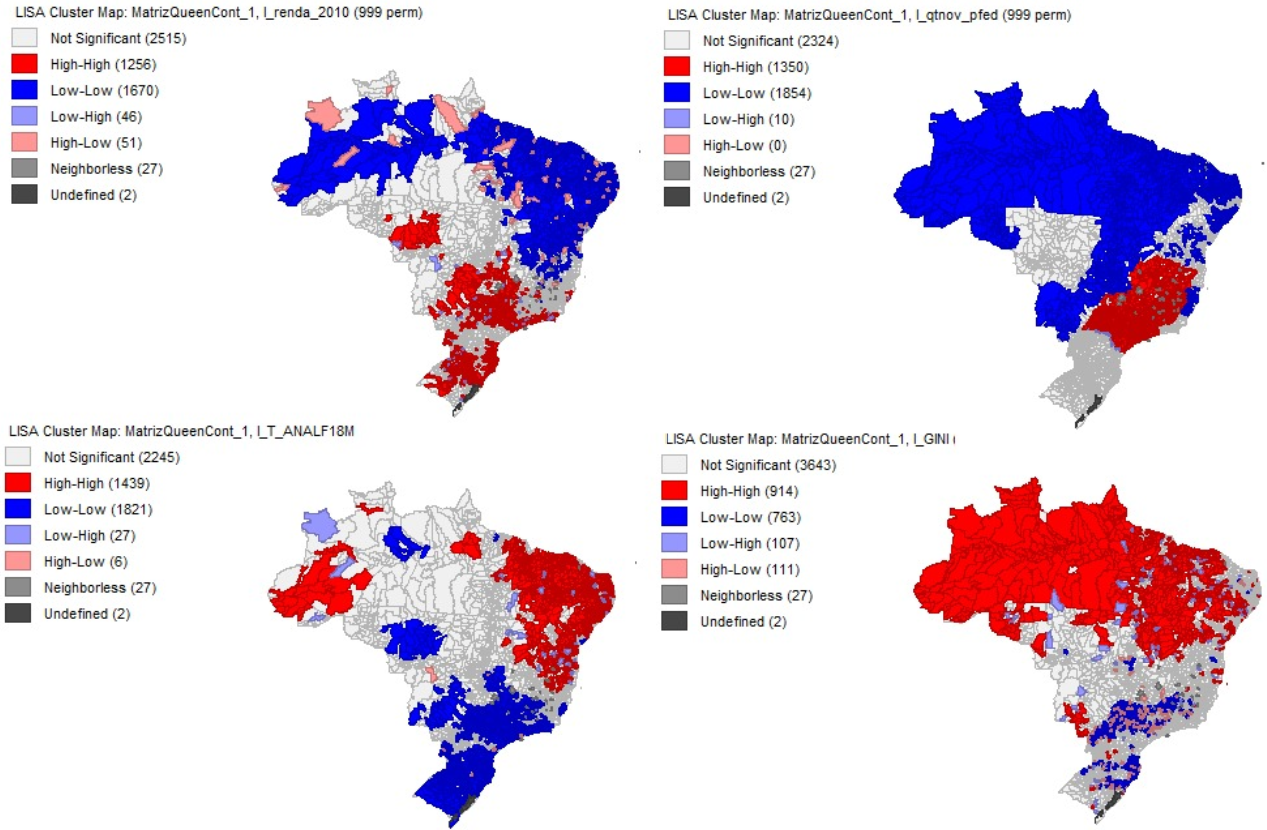 LISA Cluster Map: MatrizQueenCont_1, I_renda_2010 (999 perm)
Not Significant (2515)
High-High (1256)
Low-Low (1670)
Low-High (46)
High-Low (51)
Neighborless (27)
Undefined (2)
LISA Cluster Map: MatrizQueenCont_1, I_qtnov_pfed (999 perm)
Not Significant (2324)
High-High (1350)
Low-Low (1854)
Low-High (10)
High-Low (0)
Neighborless (27)
Undefined (2)
LISA Cluster Map: MatrizQueenCont_1, I_T_ANALF18M
Not Significant (2245)
High-High (1439)
Low-Low (1821)
Low-High (27)
High-Low (6)
Neighborless (27)
Undefined (2)
LISA Cluster Map: MatrizQueenCont_1, I_GINI (
Not Significant (3643)
High-High (914)
Low-Low (763)
Low-High (107)
High-Low (111)
Neighborless (27)
Undefined (2)